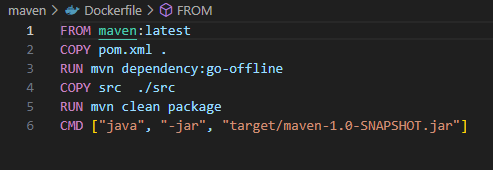 maven > Dockerfile > FROM
1 FROM maven:latest
2 COPY pom.xml .
3 RUN mvn dependency:go-offline
4 COPY src  ./src
5 RUN mvn clean package
6 CMD ["java", "-jar", "target/maven-1.0-SNAPSHOT.jar"]